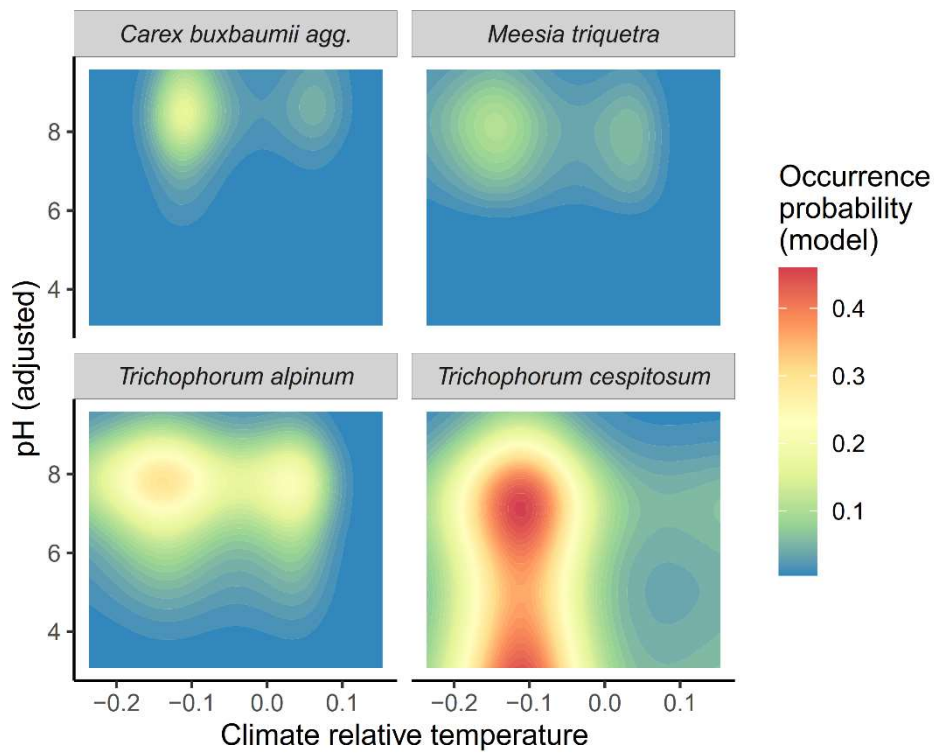 Carex buxbaumii agg.
Meesia triquetra
8
6
4
Trichophorum alpinum
Trichophorum cespitosum
8
6
4
pH (adjusted)
−0.2 −0.1 0.0 0.1
−0.2 −0.1 0.0 0.1
Climate relative temperature
Occurrence
probability
(model)
0.4
0.3
0.2
0.1